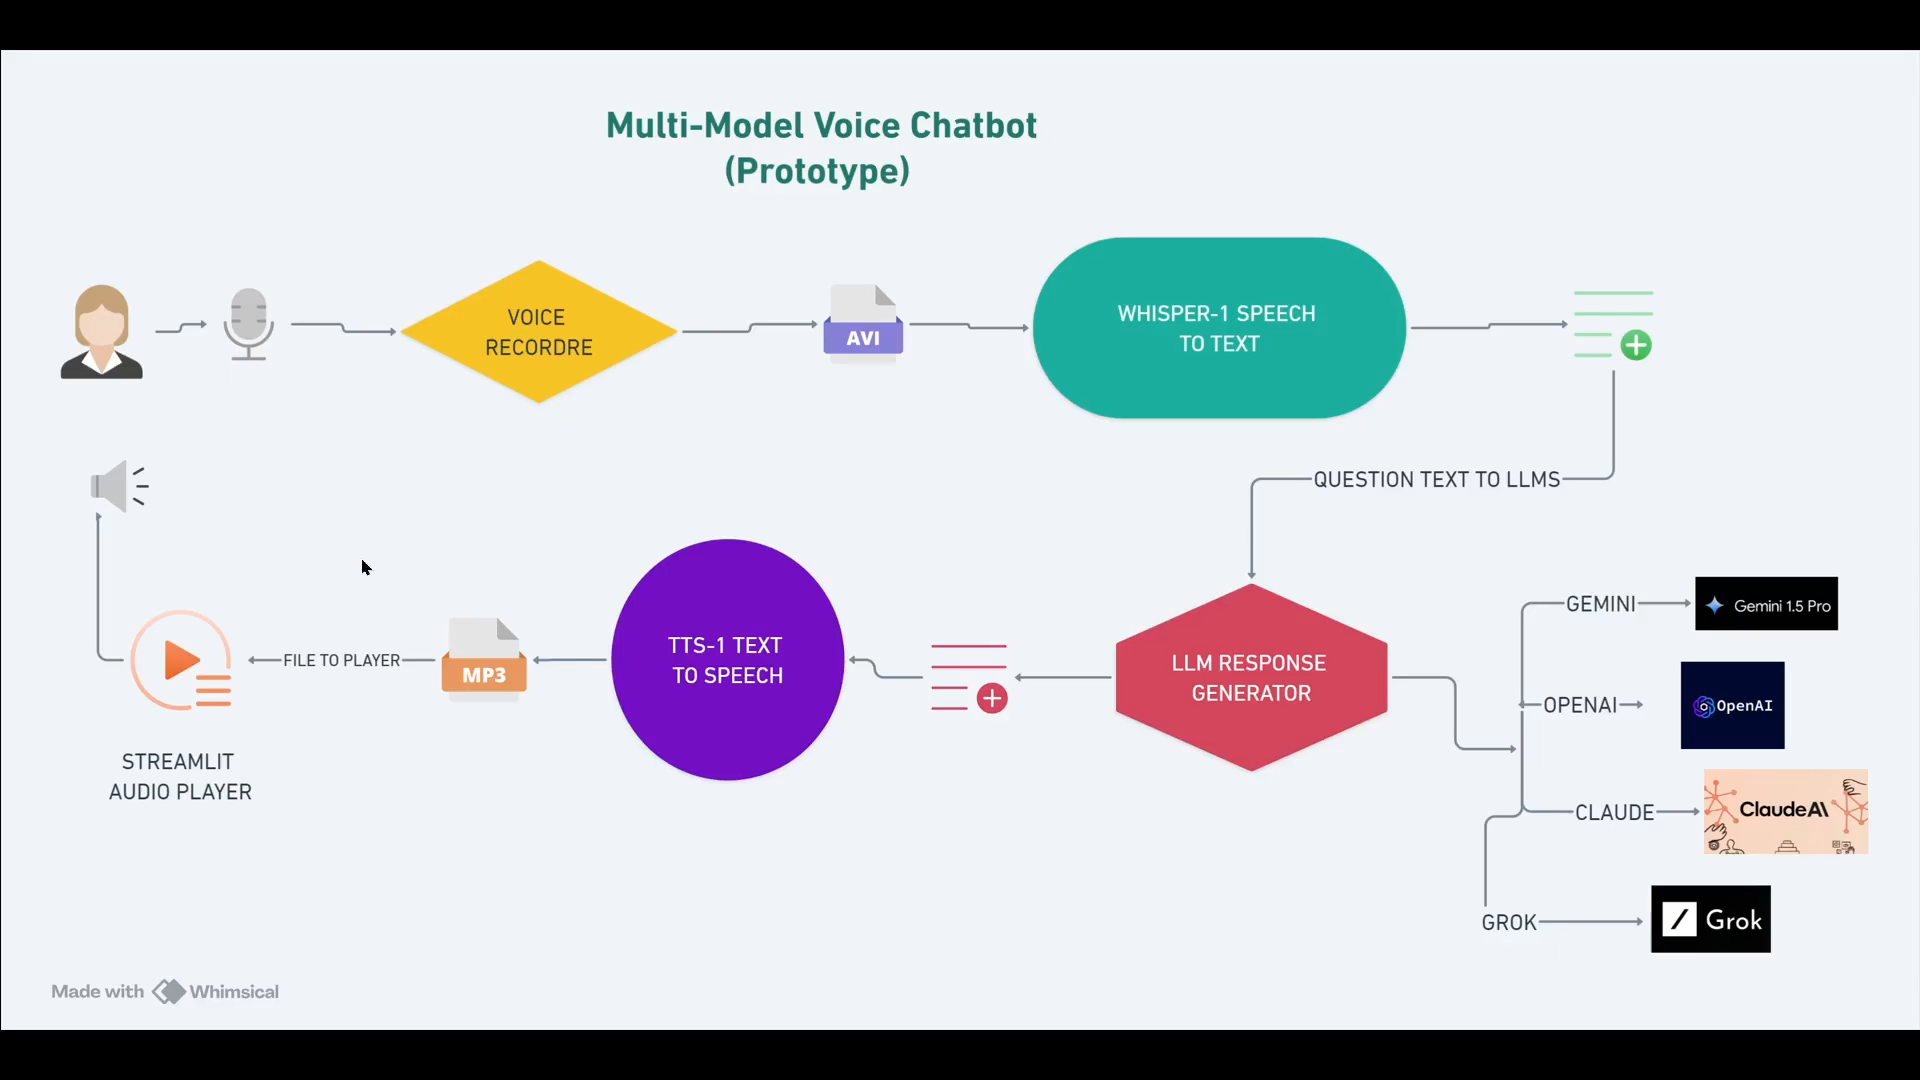 Multi-Model Voice Chatbot
(Prototype)
VOICE
RECORDRE
AVI
WHISPER-1 SPEECH
TO TEXT
QUESTION TEXT TO LLMS
LLM RESPONSE
GENERATOR
GEMINI
Gemini 1.5 Pro
OPENAI
OpenAI
CLAUDE
ClaudeA\
GROK
Grok
TTS-1 TEXT
TO SPEECH
MP3
FILE TO PLAYER
STREAMLIT
AUDIO PLAYER
Made with Whimsical